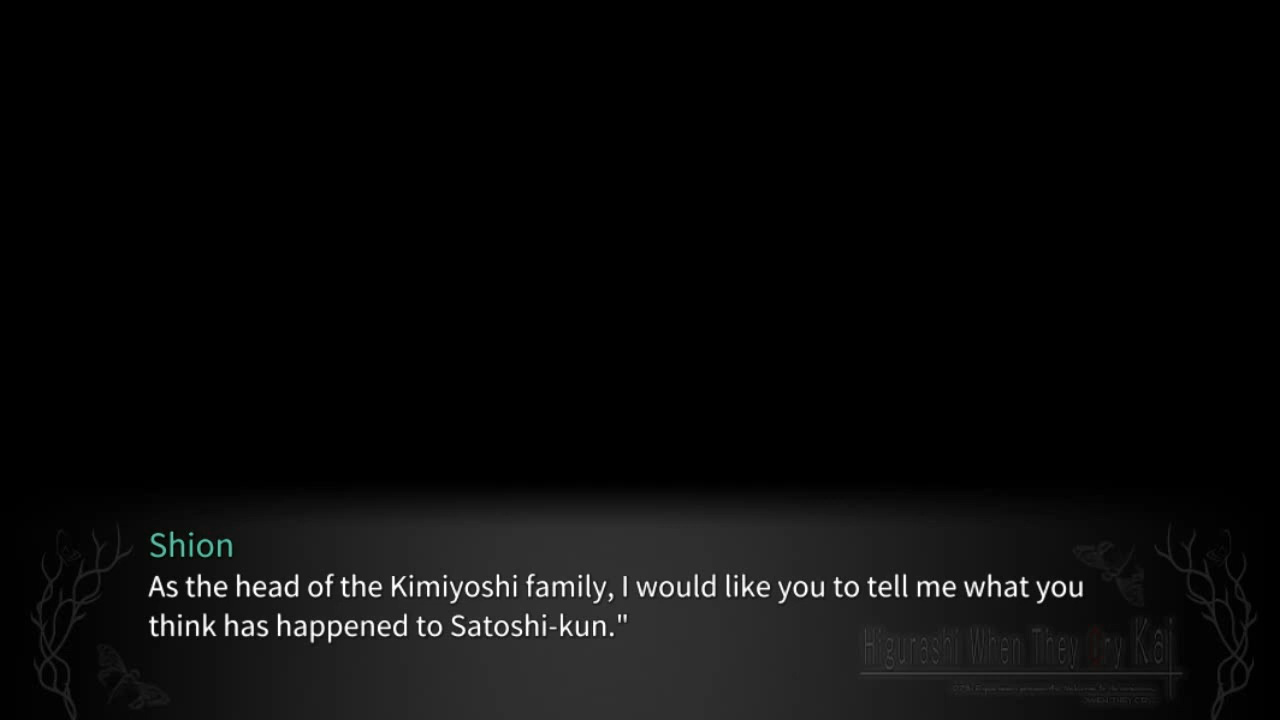 Shion
As the head of the Kimiyoshi family, I would like you to tell me what you
think has happened to Satoshi-kun."
Higurashi When They Cry Kai